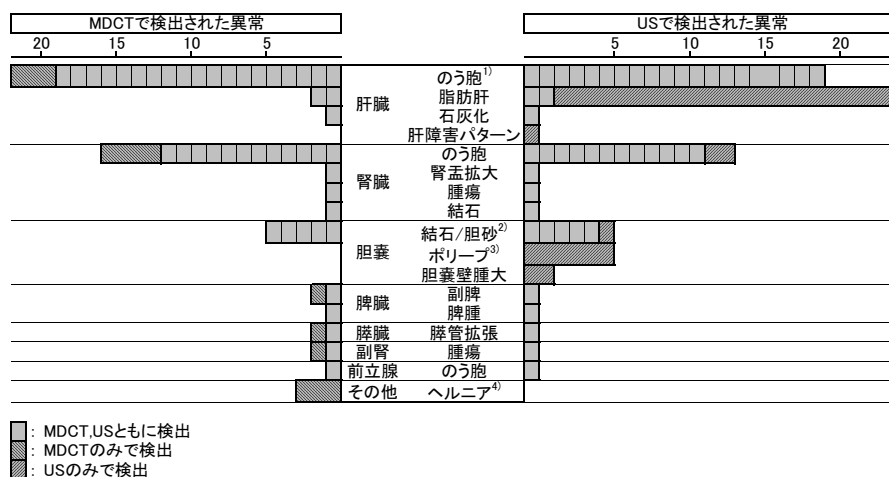 MDCTで検出された異常 USで検出された異常
20 15 10 5 5 10 15 20
のう胞1)
肝臓 脂肪肝
石灰化
肝障害パターン
のう胞
腎臓 腎盂拡大
腫瘍
結石
結石/胆砂2)
胆嚢 ポリープ3)
胆嚢壁腫大
脾臓 副脾
脾腫
膵臓 膵管拡張
副腎 腫瘍
前立腺 のう胞
その他 ヘルニア4)
: MDCT,USともに検出
: MDCTのみで検出
: USのみで検出